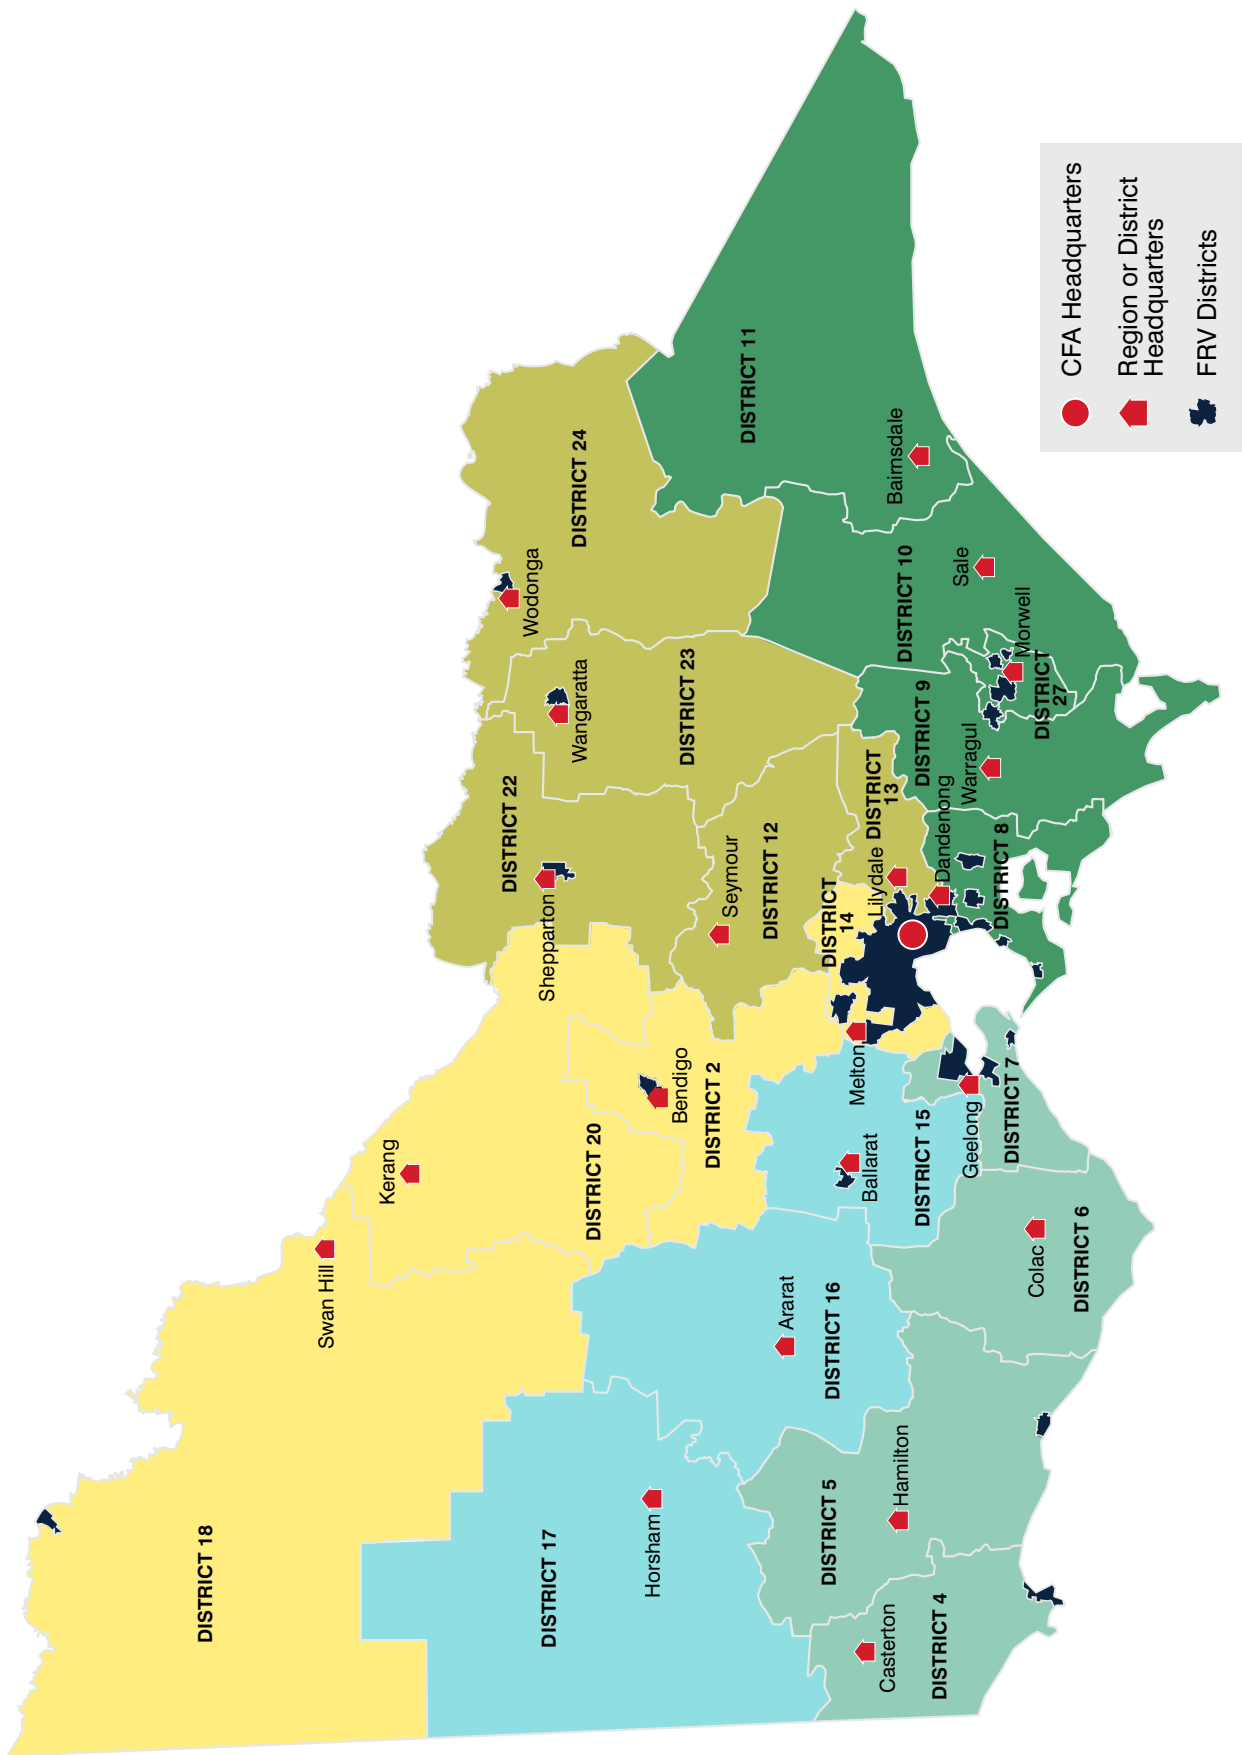 DISTRICT 18
Swan Hill
Kerang
DISTRICT 20
DISTRICT 17
Horsham
Bendigo
DISTRICT 2
Shepparton
DISTRICT 22
Wangaratta
DISTRICT 23
Wodonga
DISTRICT 24
Seymour
DISTRICT 12
DISTRICT
14
Lilydale
DISTRICT
13
Ararat
DISTRICT 16
Ballarat
DISTRICT 15
Melton
DISTRICT 5
Hamilton
Casterton
DISTRICT 4
Colac
DISTRICT 6
Geelong
DISTRICT 7
Dandenong
DISTRICT 8
DISTRICT 9
Warragul
DISTRICT
27
Morwell
DISTRICT 10
Sale
DISTRICT 11
Bairnsdale
CFA Headquarters
Region or District
Headquarters
FRV Districts